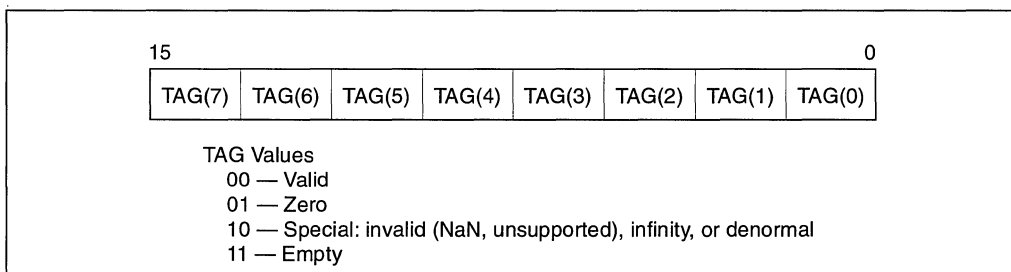 15 0
TAG(7) TAG(6) TAG(5) TAG(4) TAG(3) TAG(2) TAG(1) TAG(0)
TAG Values
00 — Valid
01 — Zero
10 — Special: invalid (NaN, unsupported), infinity, or denormal
11 — Empty